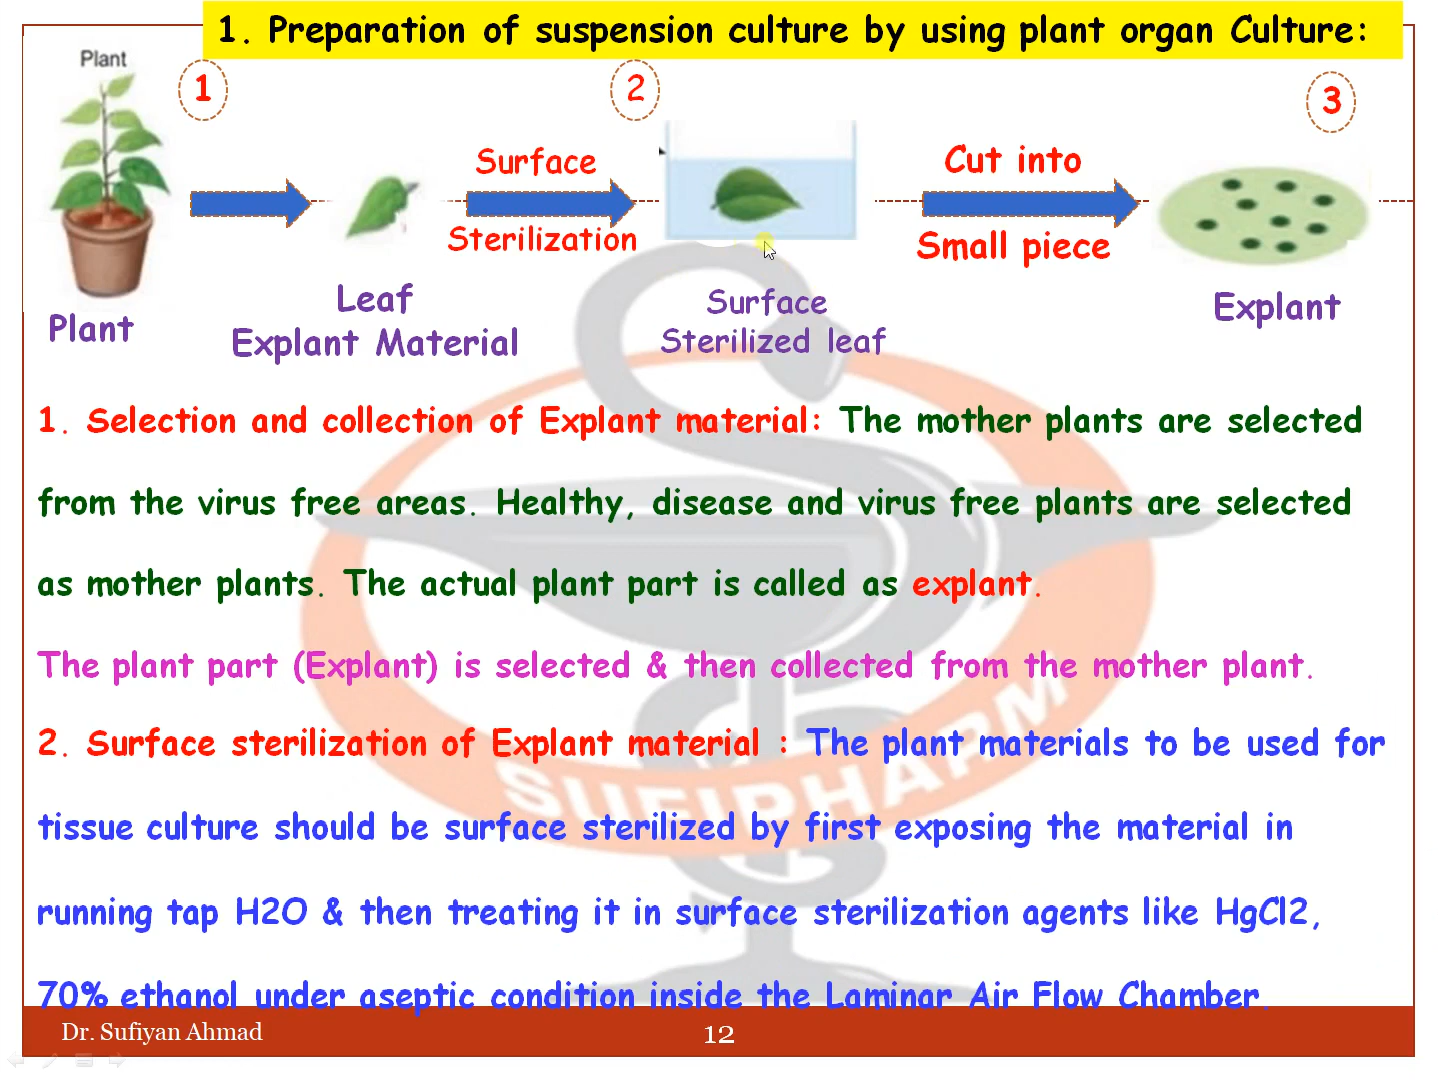 1. Preparation of suspension culture by using plant organ Culture:
Plant
1
2
3
Surface
Sterilization
Cut into
Small piece
Plant
Leaf
Explant Material
Surface
Sterilized leaf
Explant
1. Selection and collection of Explant material: The mother plants are selected
from the virus free areas. Healthy, disease and virus free plants are selected
as mother plants. The actual plant part is called as explant.
The plant part (Explant) is selected & then collected from the mother plant.
2. Surface sterilization of Explant material : The plant materials to be used for
tissue culture should be surface sterilized by first exposing the material in
running tap H2O & then treating it in surface sterilization agents like HgCl2,
70% ethanol under aseptic condition inside the Laminar Air Flow Chamber.
SUFIPHARM
Dr. Sufiyan Ahmad
12